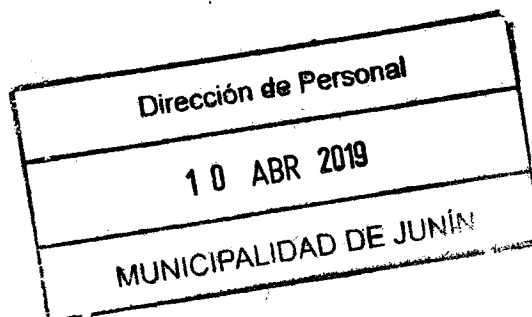 Dirección de Personal
10 ABR 2019
MUNICIPALIDAD DE JUNÍN